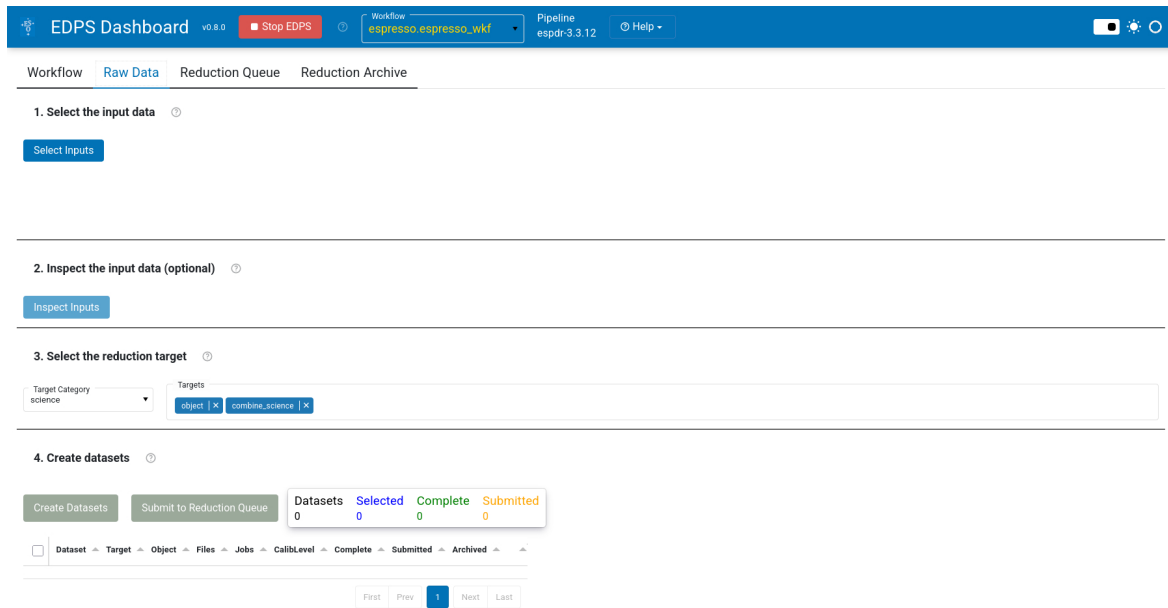 EDPS Dashboard v0.8.0 Stop EDPS Workflow espresso.espresso_wkf Pipeline espdr-3.3.12 Help
Workflow Raw Data Reduction Queue Reduction Archive
1. Select the input data
Select Inputs
2. Inspect the input data (optional)
Inspect Inputs
3. Select the reduction target
Target Category
science
Targets
object | × combine_science | ×
4. Create datasets
Create Datasets Submit to Reduction Queue
Datasets Selected Complete Submitted
0 0 0 0
Dataset Target Object Files Jobs CalibLevel Complete Submitted Archived
First Prev 1 Next Last